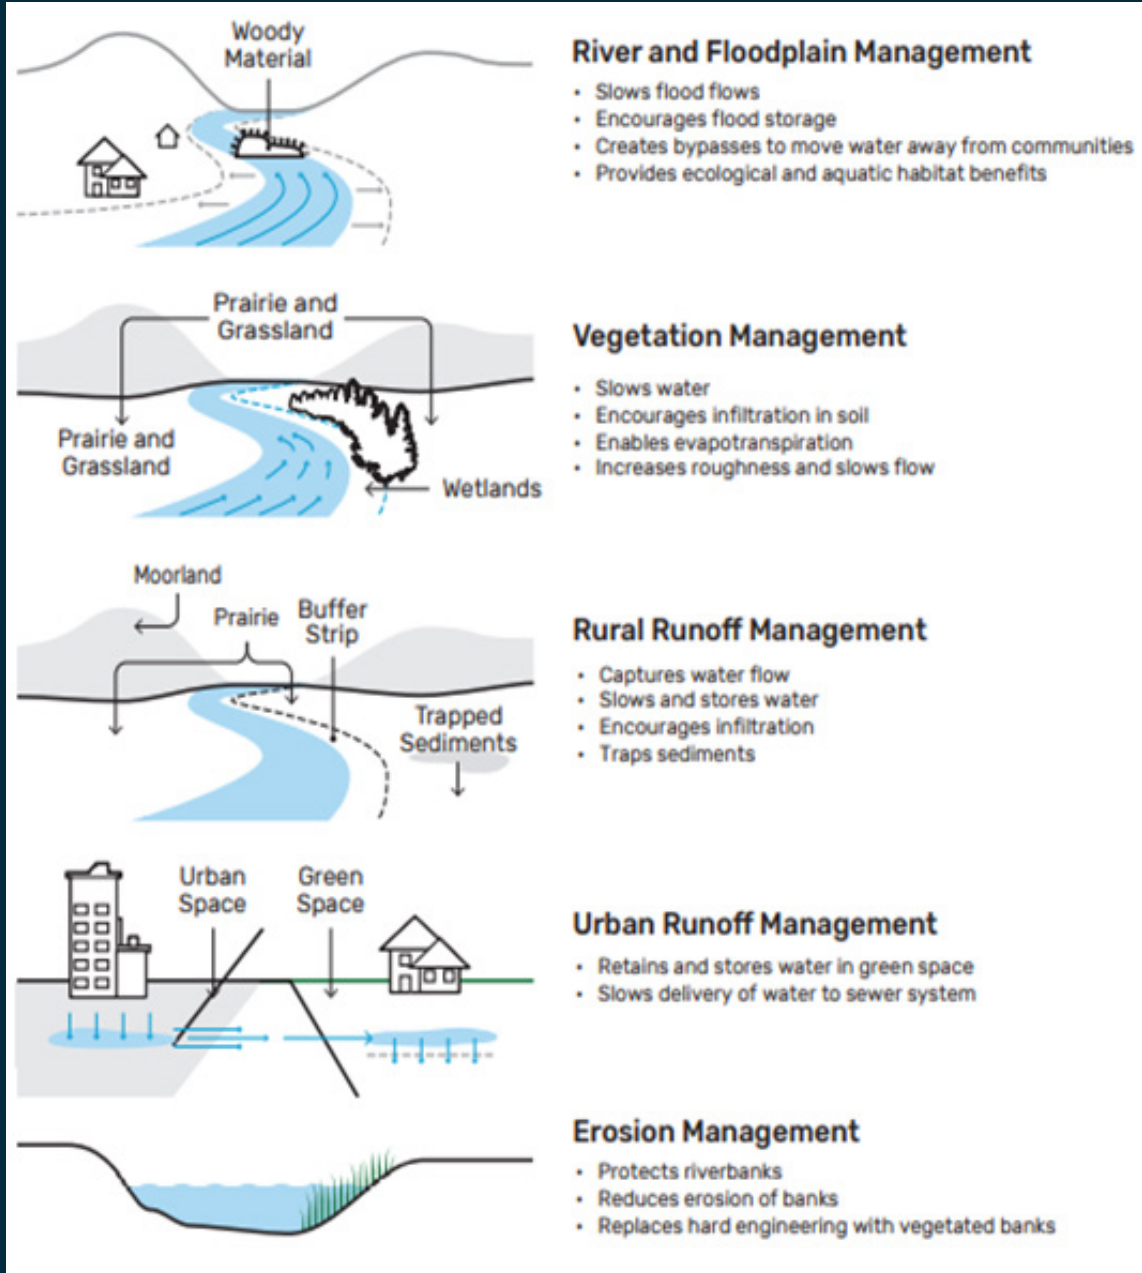 Woody
Material
River and Floodplain Management
• Slows flood flows
• Encourages flood storage
• Creates bypasses to move water away from communities
• Provides ecological and aquatic habitat benefits
Prairie and
Grassland
Prairie and
Grassland
Wetlands
Vegetation Management
• Slows water
• Encourages infiltration in soil
• Enables evapotranspiration
• Increases roughness and slows flow
Moorland
Prairie
Buffer
Strip
Trapped
Sediments
Rural Runoff Management
• Captures water flow
• Slows and stores water
• Encourages infiltration
• Traps sediments
Urban
Space
Green
Space
Urban Runoff Management
• Retains and stores water in green space
• Slows delivery of water to sewer system
Erosion Management
• Protects riverbanks
• Reduces erosion of banks
• Replaces hard engineering with vegetated banks